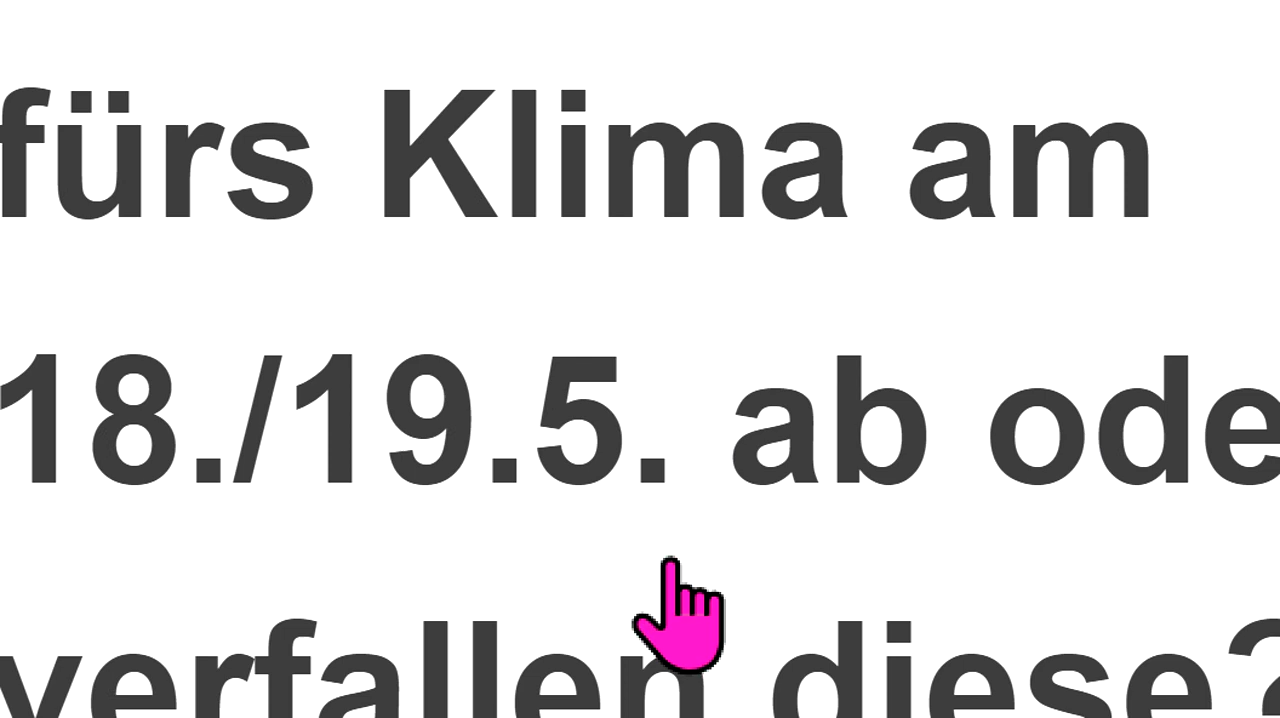 fürs Klima am
18./19.5. ab ode
verfallen diese?